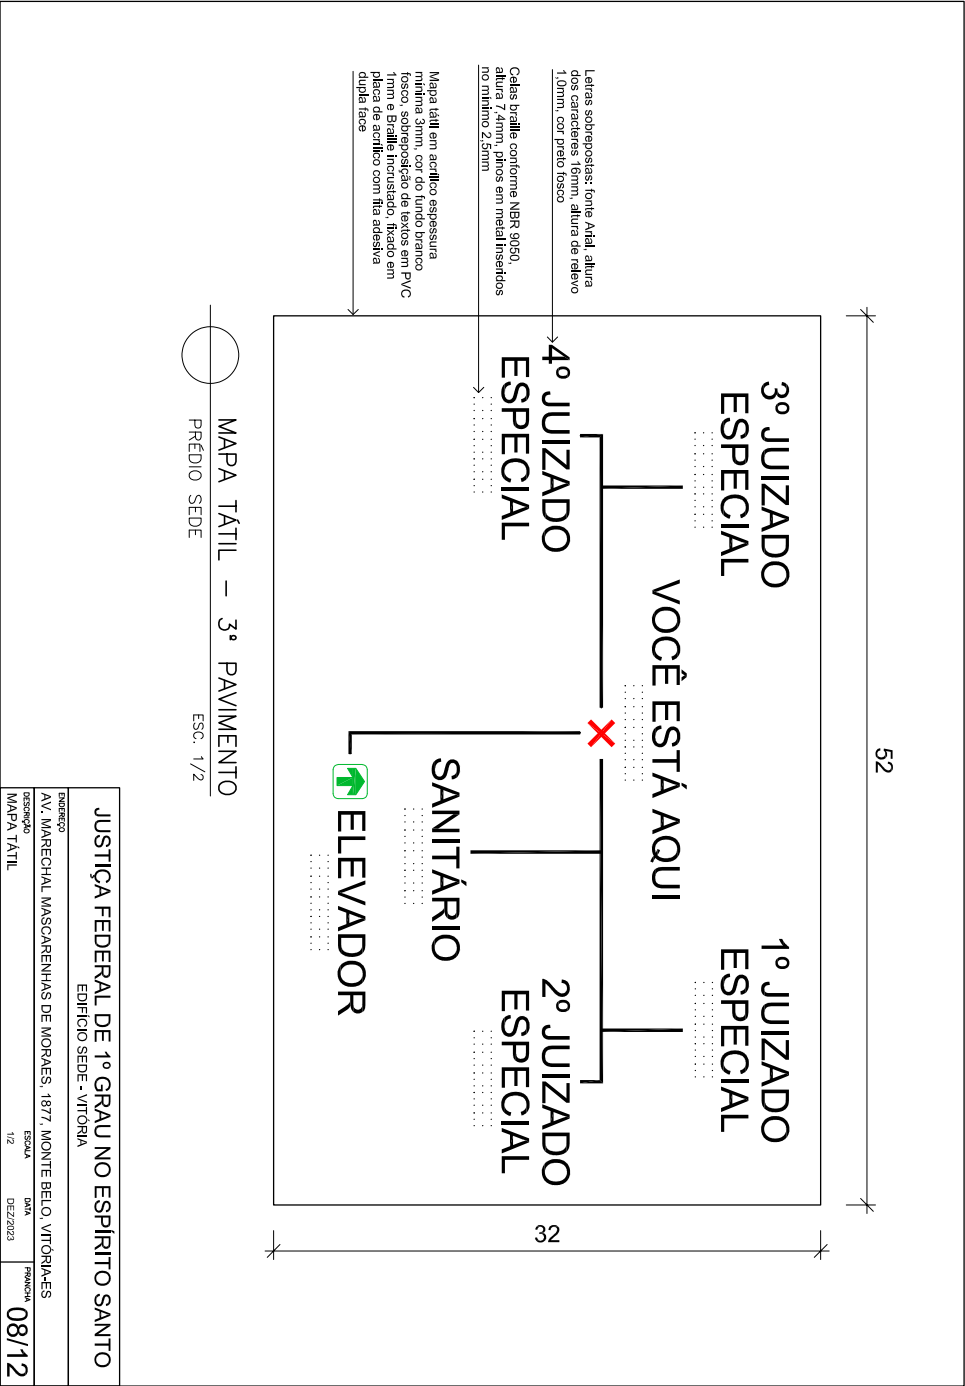 52
3º JUIZADO
ESPECIAL
1º JUIZADO
ESPECIAL
VOCÊ ESTÁ AQUI
Letras sobrepostas: fonte Arial, altura
dos caracteres 16mm, altura de relevo
1,0mm, cor preto fosco
4º JUIZADO
ESPECIAL
2º JUIZADO
ESPECIAL
Celas braille conforme NBR 9050,
altura 7,4mm, pinos em metal inseridos
no mínimo 2,5mm
SANITÁRIO
ELEVADOR
32
Mapa tátil em acrílico espessura
mínima 3mm, cor do fundo branco
fosco, sobreposição de textos em PVC
1mm e Braille incrustado, fixado em
placa de acrílico com fita adesiva
dupla face
MAPA TÁTIL - 3º PAVIMENTO
PRÉDIO SEDE ESC. 1/2
JUSTIÇA FEDERAL DE 1º GRAU NO ESPÍRITO SANTO
EDIFÍCIO SEDE - VITÓRIA
ENDEREÇO
AV. MARECHAL MASCARENHAS DE MORAES, 1877, MONTE BELO, VITÓRIA-ES
DESCRIÇÃO ESCALA DATA PRANCHA
MAPA TÁTIL 1/2 DEZ/2023 08/12